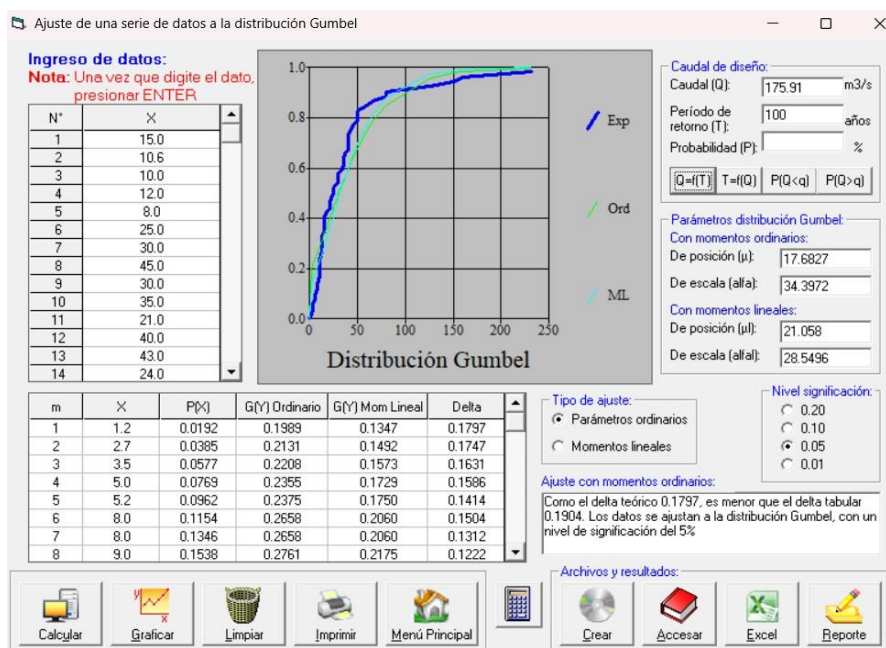 Ajuste de una serie de datos a la distribución Gumbel
Ingreso de datos:
Nota: Una vez que digite el dato,
presionar ENTER
N° X
1 15.0
2 10.6
3 10.0
4 12.0
5 8.0
6 25.0
7 30.0
8 45.0
9 30.0
10 35.0
11 21.0
12 40.0
13 43.0
14 24.0
1.0
0.8
0.6
0.4
0.2
0.0
0 50 100 150 200 250
Exp
Ord
ML
Distribución Gumbel
Caudal de diseño:
Caudal (Q): 175.91 m3/s
Período de
retorno (T): 100 años
Probabilidad (P): %
Q=f(T) T=f(Q) P(Q<q) P(Q>q)
Parámetros distribución Gumbel:
Con momentos ordinarios:
De posición (μ): 17.6827
De escala (alfa): 34.3972
Con momentos lineales:
De posición (μl): 21.058
De escala (alfal): 28.5496
m X P(X) G(Y) Ordinario G(Y) Mom Lineal Delta
1 1.2 0.0192 0.1989 0.1347 0.1797
2 2.7 0.0385 0.2131 0.1492 0.1747
3 3.5 0.0577 0.2208 0.1573 0.1631
4 5.0 0.0769 0.2355 0.1729 0.1586
5 5.2 0.0962 0.2375 0.1750 0.1414
6 8.0 0.1154 0.2658 0.2060 0.1504
7 8.0 0.1346 0.2658 0.2060 0.1312
8 9.0 0.1538 0.2761 0.2175 0.1222
Tipo de ajuste:
Parámetros ordinarios
Momentos lineales
Nivel significación:
0.20
0.10
0.05
0.01
Ajuste con momentos ordinarios:
Como el delta teórico 0.1797, es menor que el delta tabular
0.1904. Los datos se ajustan a la distribución Gumbel, con un
nivel de significación del 5%
Calcular Graficar Limpiar Imprimir Menú Principal
Archivos y resultados:
Crear Accesar Excel Reporte